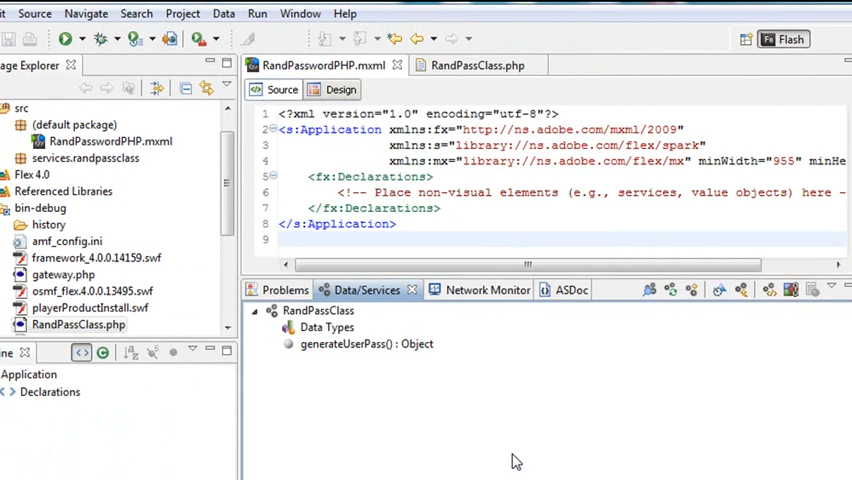 it Source Navigate Search Project Data Run Window Help
Fb Flash
age Explorer
RandPasswordPHP.mxml RandPassClass.php
Source Design
src
(default package)
RandPasswordPHP.mxml
services.randpassclass
Flex 4.0
Referenced Libraries
bin-debug
history
amf_config.ini
framework_4.0.0.14159.swf
gateway.php
osmf_flex.4.0.0.13495.swf
playerProductInstall.swf
RandPassClass.php
1 <?xml version="1.0" encoding="utf-8"?>
2 <s:Application xmlns:fx="http://ns.adobe.com/mxml/2009"
3 xmlns:s="library://ns.adobe.com/flex/spark"
4 xmlns:mx="library://ns.adobe.com/flex/mx" minWidth="955" minHe
5 <fx:Declarations>
6 <!-- Place non-visual elements (e.g., services, value objects) here -
7 </fx:Declarations>
8 </s:Application>
9
Problems Data/Services Network Monitor ASDoc
RandPassClass
Data Types
generateUserPass() : Object
ine
Application
Declarations